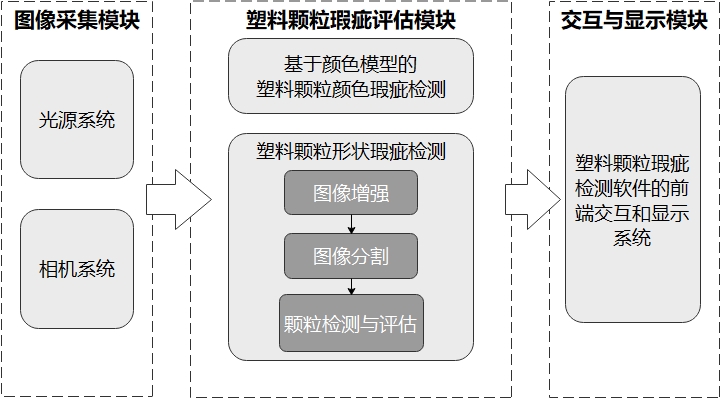 图像采集模块
光源系统
相机系统
塑料颗粒瑕疵评估模块
基于颜色模型的
塑料颗粒颜色瑕疵检测
塑料颗粒形状瑕疵检测
图像增强
图像分割
颗粒检测与评估
交互与显示模块
塑料颗粒瑕疵
检测软件的前
端交互和显示
系统